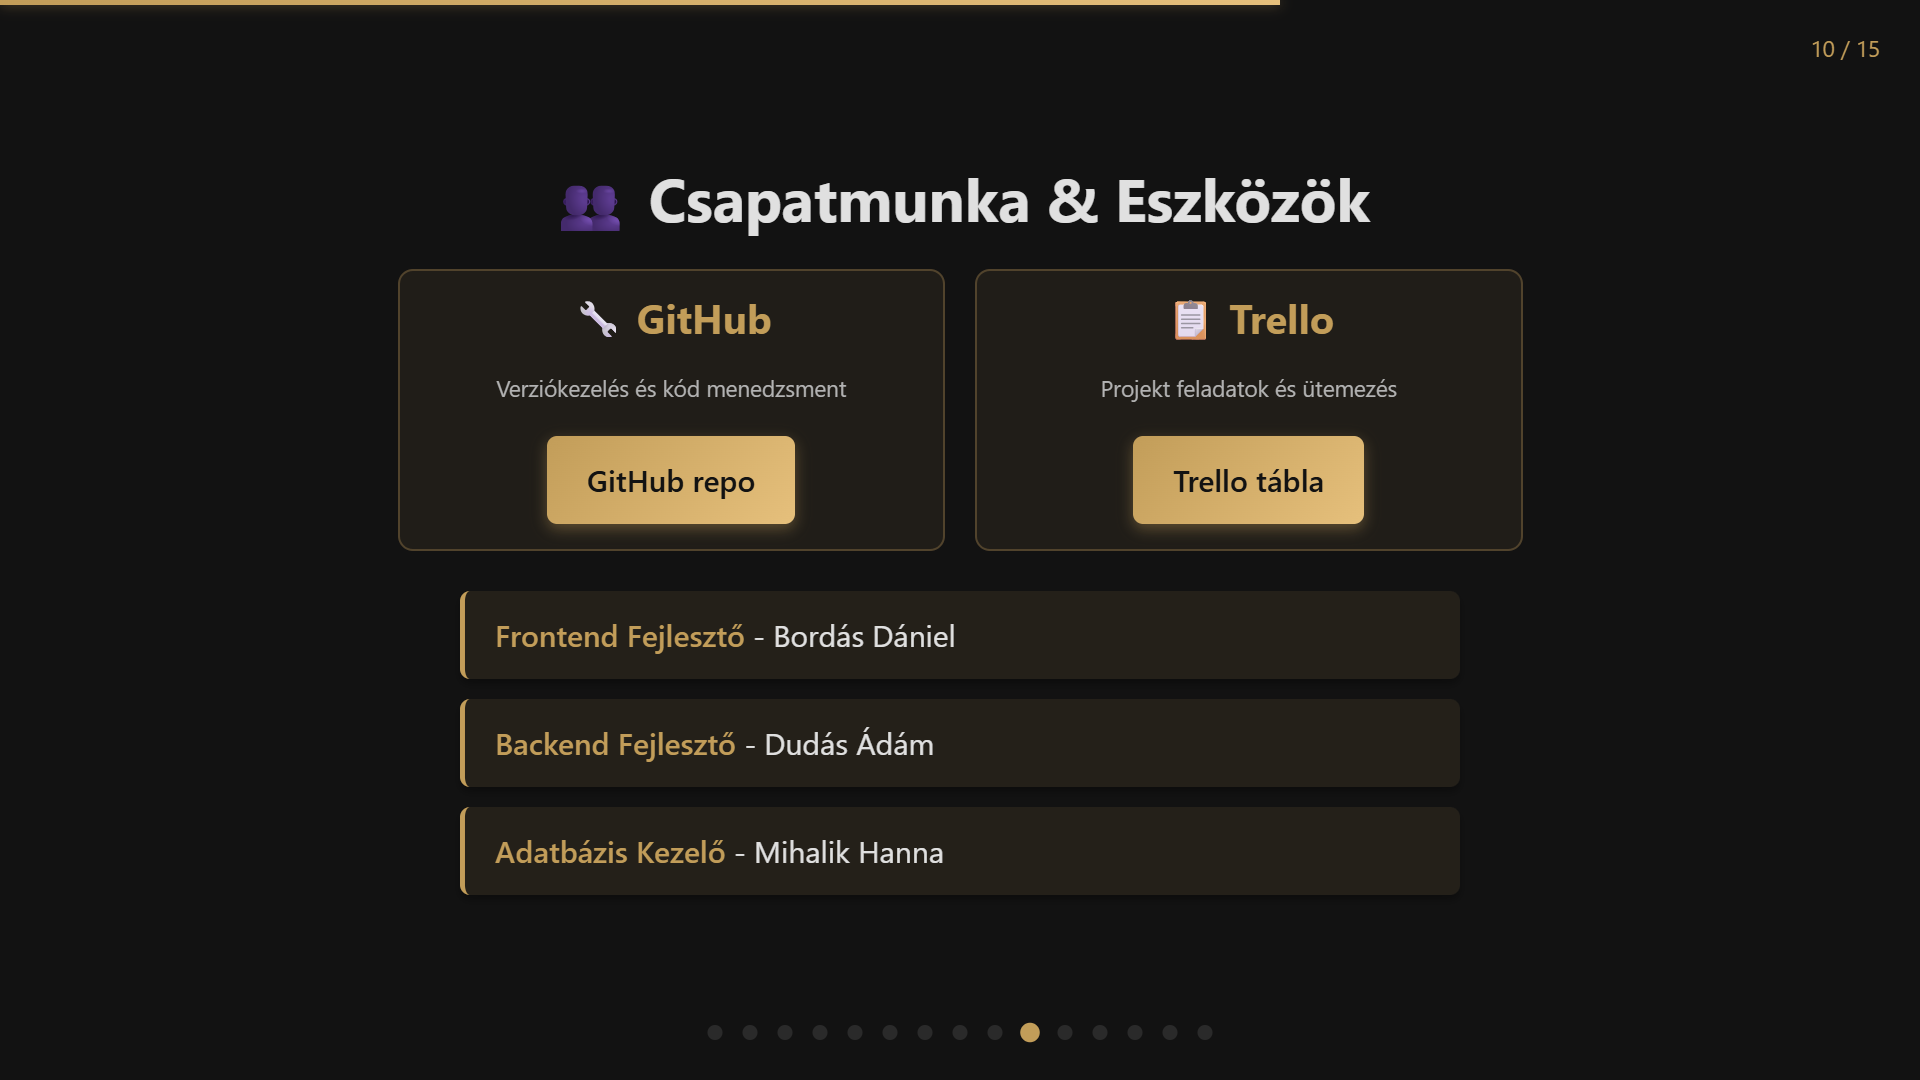 10 / 15
Csapatmunka & Eszközök
GitHub
Verziókezelés és kód menedzsment
GitHub repo
Trello
Projekt feladatok és ütemezés
Trello tábla
Frontend Fejlesztő - Bordás Dániel
Backend Fejlesztő - Dudás Ádám
Adatbázis Kezelő - Mihalik Hanna